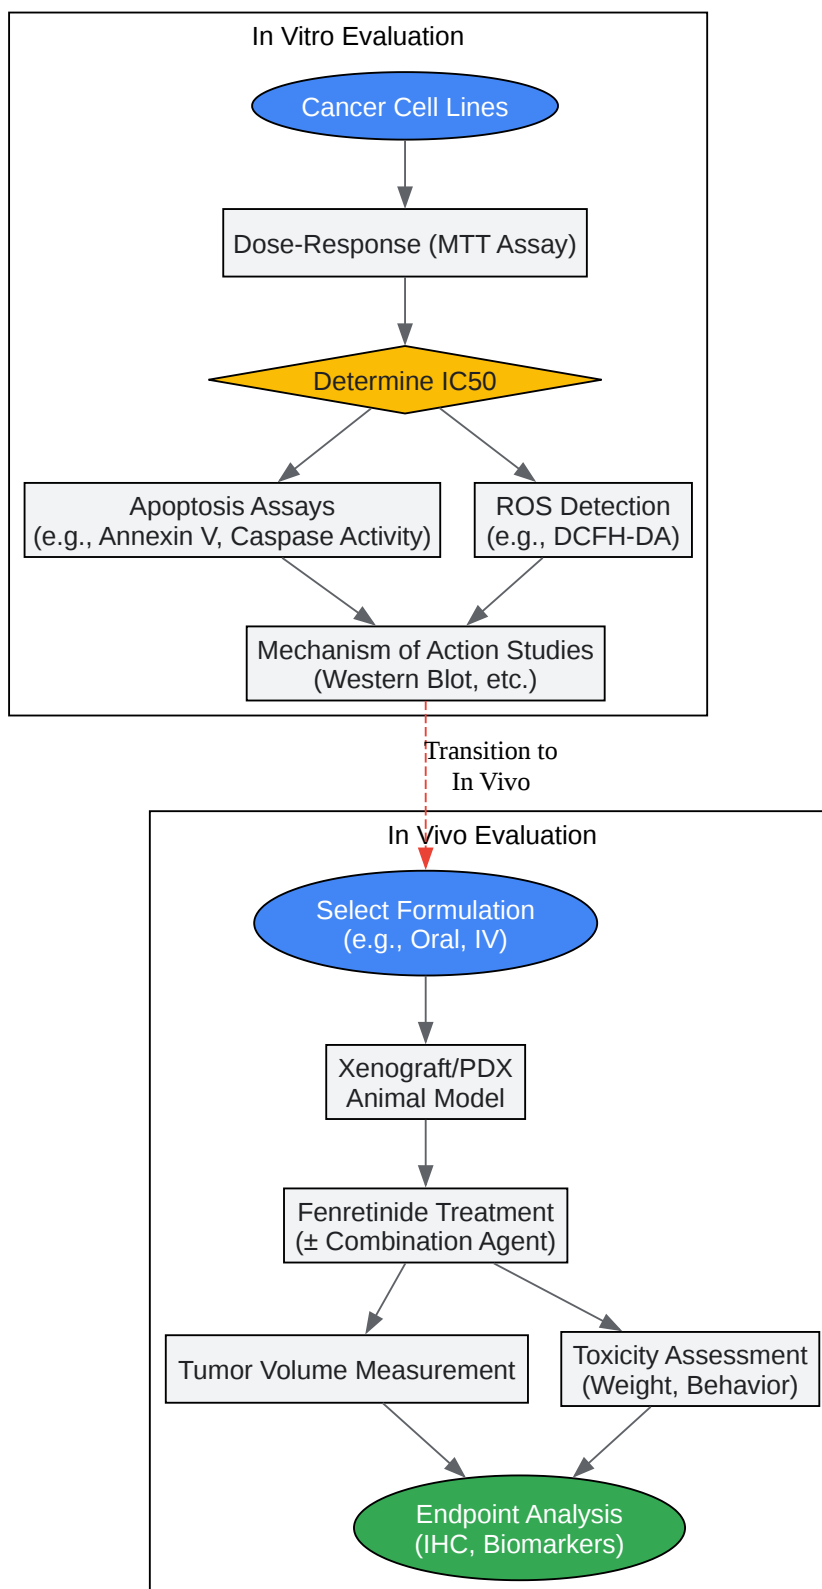 In Vitro Evaluation
Cancer Cell Lines
Dose-Response (MTT Assay)
Determine IC50
Apoptosis Assays
(e.g., Annexin V, Caspase Activity)
ROS Detection
(e.g., DCFH-DA)
Mechanism of Action Studies
(Western Blot, etc.)
Transition to
In Vivo
In Vivo Evaluation
Select Formulation
(e.g., Oral, IV)
Xenograft/PDX
Animal Model
Fenretinide Treatment
(± Combination Agent)
Tumor Volume Measurement
Toxicity Assessment
(Weight, Behavior)
Endpoint Analysis
(IHC, Biomarkers)